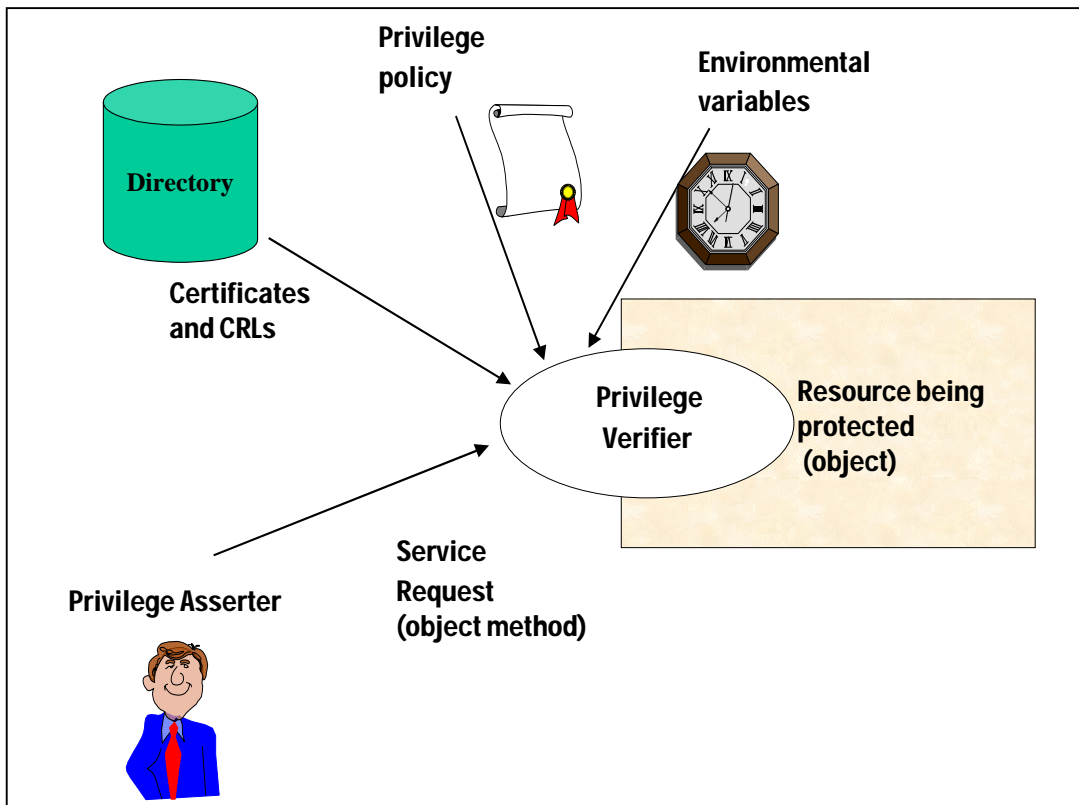 Privilege
policy
Environmental
variables
Directory
Certificates
and CRLs
Privilege
Verifier
Resource being
protected
(object)
Service
Request
(object method)
Privilege Asserter